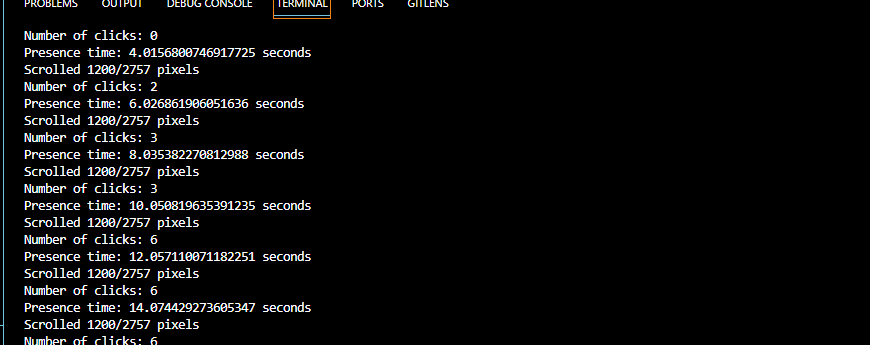 PROBLEMS OUTPUT DEBUG CONSOLE TERMINAL PORTS GITLENS
Number of clicks: 0
Presence time: 4.0156800746917725 seconds
Scrolled 1200/2757 pixels
Number of clicks: 2
Presence time: 6.026861906051636 seconds
Scrolled 1200/2757 pixels
Number of clicks: 3
Presence time: 8.035382270812988 seconds
Scrolled 1200/2757 pixels
Number of clicks: 3
Presence time: 10.050819635391235 seconds
Scrolled 1200/2757 pixels
Number of clicks: 6
Presence time: 12.057110071182251 seconds
Scrolled 1200/2757 pixels
Number of clicks: 6
Presence time: 14.074429273605347 seconds
Scrolled 1200/2757 pixels
Number of clicks: 6